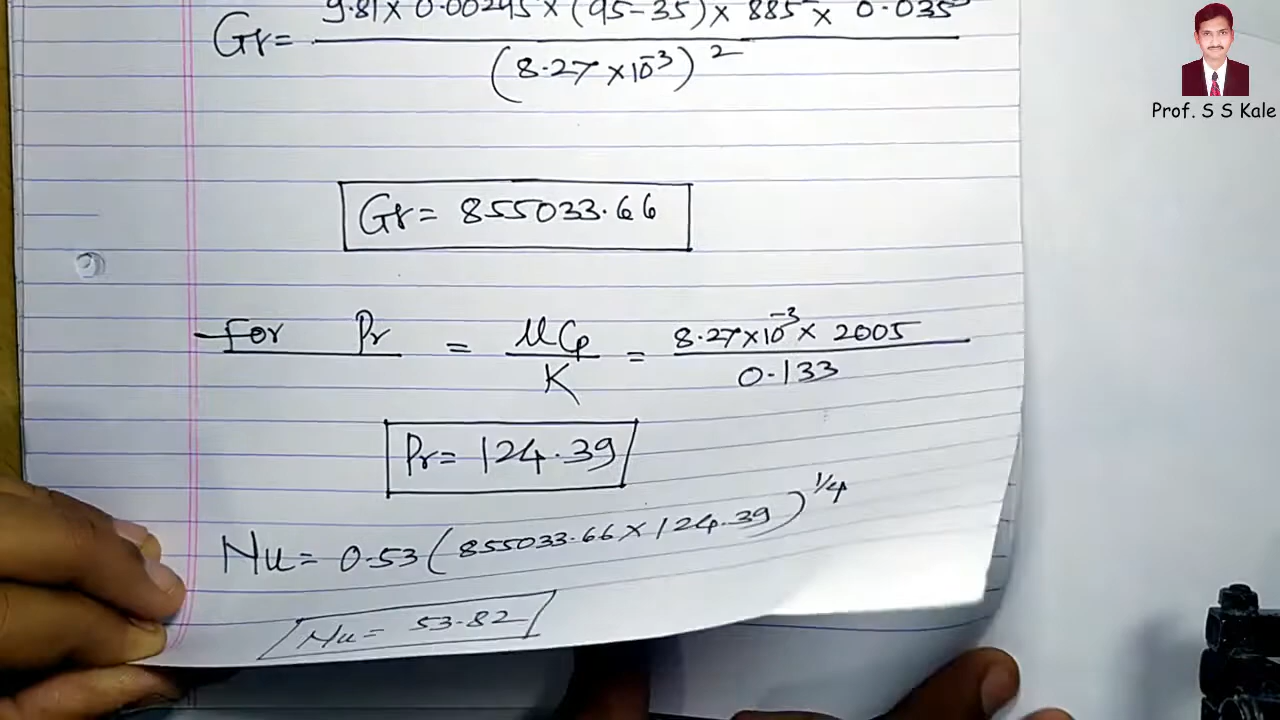 9.81 x 0.00295 x (95-35) x 885² x 0.035³
Gr=
(8.27 x 10⁻³)²
Prof. S S Kale
Gr= 855033.66
For Pr = μCp/K = 8.27x10⁻³ x 2005/0.133
Pr= 124.39
Nu= 0.53(855033.66 x 124.39)^1/4
Nu= 53.82